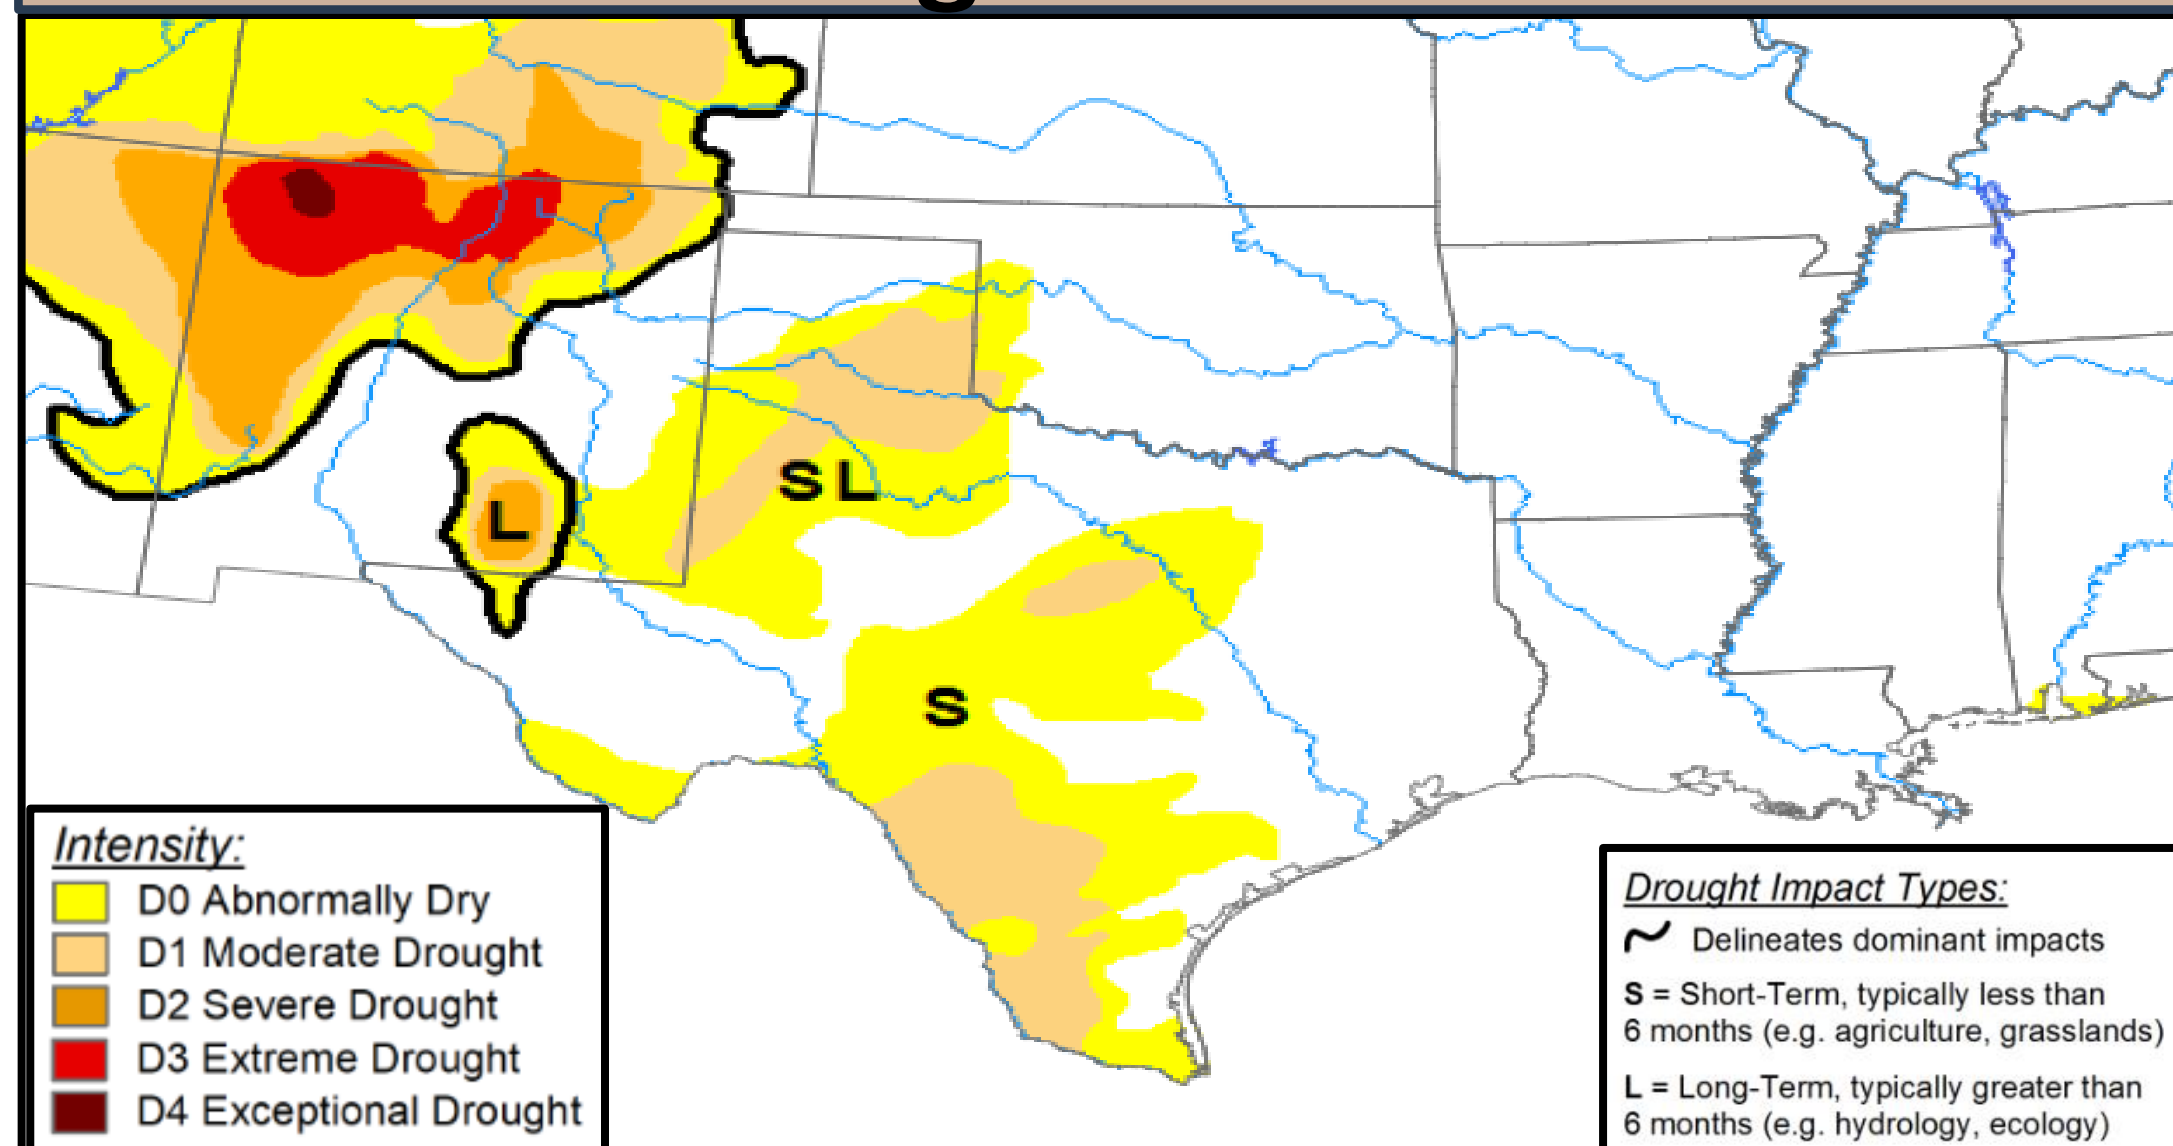 S L
L
S
Intensity:
D0 Abnormally Dry
D1 Moderate Drought
D2 Severe Drought
D3 Extreme Drought
D4 Exceptional Drought
Drought Impact Types:
Delineates dominant impacts
S = Short-Term, typically less than
6 months (e.g. agriculture, grasslands)
L = Long-Term, typically greater than
6 months (e.g. hydrology, ecology)